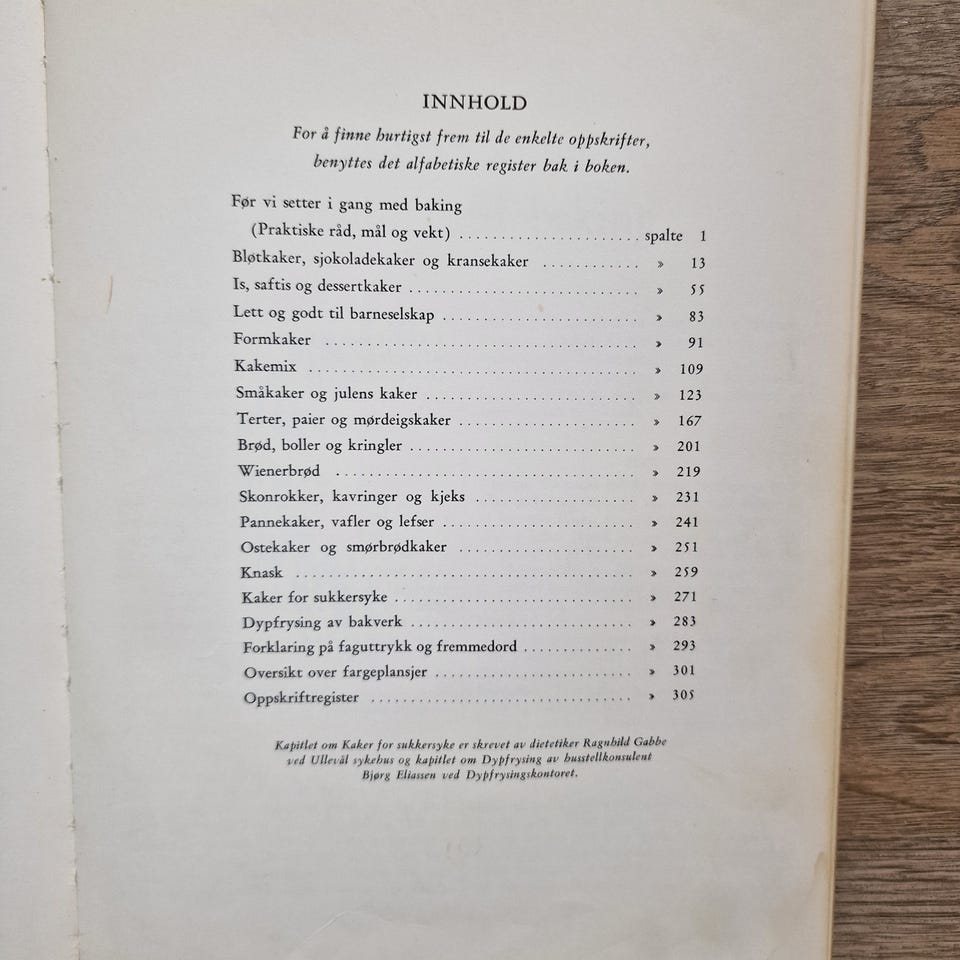 INNHOLD
For å finne hurtigst frem til de enkelte oppskrifter,
benyttes det alfabetiske register bak i boken.
Før vi setter i gang med baking
(Praktiske råd, mål og vekt) . . . . . . . . . . . . . . . . . . . . . . . . spalte 1
Bløtkaker, sjokoladekaker og kransekaker . . . . . . . . . . . . » 13
Is, saftis og dessertkaker . . . . . . . . . . . . . . . . . . . . . . . . . . . » 55
Lett og godt til barneselskap . . . . . . . . . . . . . . . . . . . . . . . . » 83
Formkaker . . . . . . . . . . . . . . . . . . . . . . . . . . . . . . . . . . . . . » 91
Kakemix . . . . . . . . . . . . . . . . . . . . . . . . . . . . . . . . . . . . . . » 109
Småkaker og julens kaker . . . . . . . . . . . . . . . . . . . . . . . . . » 123
Terter, paier og mørdeigskaker . . . . . . . . . . . . . . . . . . . . . » 167
Brød, boller og kringler . . . . . . . . . . . . . . . . . . . . . . . . . . . » 201
Wienerbrød . . . . . . . . . . . . . . . . . . . . . . . . . . . . . . . . . . . » 219
Skonrokker, kavringer og kjeks . . . . . . . . . . . . . . . . . . . » 231
Pannekaker, vafler og lefser . . . . . . . . . . . . . . . . . . . . . . . » 241
Ostekaker og smørbrødkaker . . . . . . . . . . . . . . . . . . . . . » 251
Knask . . . . . . . . . . . . . . . . . . . . . . . . . . . . . . . . . . . . . . . » 259
Kaker for sukkersyke . . . . . . . . . . . . . . . . . . . . . . . . . . . . » 271
Dypfrysing av bakverk . . . . . . . . . . . . . . . . . . . . . . . . . . . » 283
Forklaring på faguttrykk og fremmedord . . . . . . . . . . . . . » 293
Oversikt over fargeplansjer . . . . . . . . . . . . . . . . . . . . . . . » 301
Oppskriftregister . . . . . . . . . . . . . . . . . . . . . . . . . . . . . . . » 305
Kapitlet om Kaker for sukkersyke er skrevet av dietetiker Ragnhild Gabbe
ved Ullevål sykehus og kapitlet om Dypfrysing av husstellkonsulent
Bjørg Eliassen ved Dypfrysingskontoret.